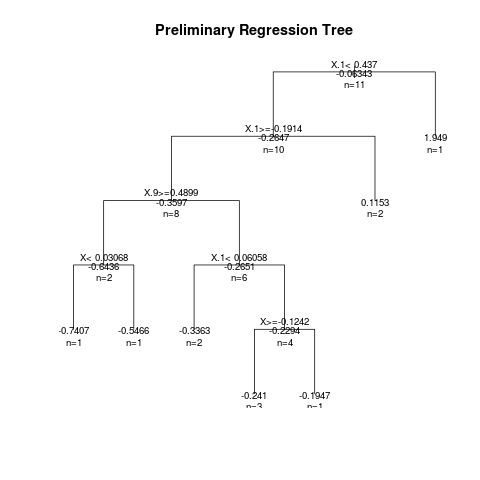 Preliminary Regression Tree
X.1< 0.437
-0.06343
n=11
X.1>=-0.1914
-0.2647
n=10
1.949
n=1
X.9>=0.4899
-0.3597
n=8
0.1153
n=2
X< 0.03068
-0.6436
n=2
X.1< 0.06058
-0.2651
n=6
-0.7407
n=1
-0.5466
n=1
-0.3363
n=2
X>=-0.1242
-0.2294
n=4
-0.241
n=3
-0.1947
n=1